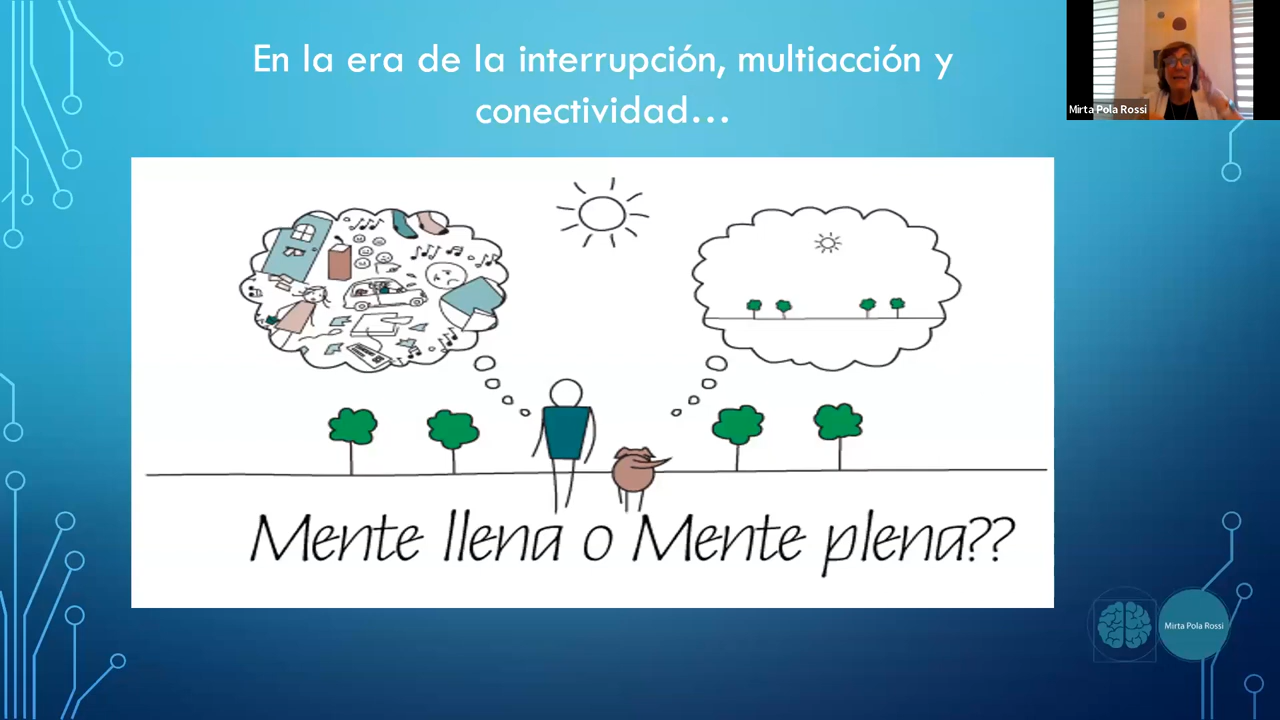 En la era de la interrupción, multiacción y
conectividad…
Mirta Pola Rossi
Mente llena o Mente plena??
Mirta Pola Rossi